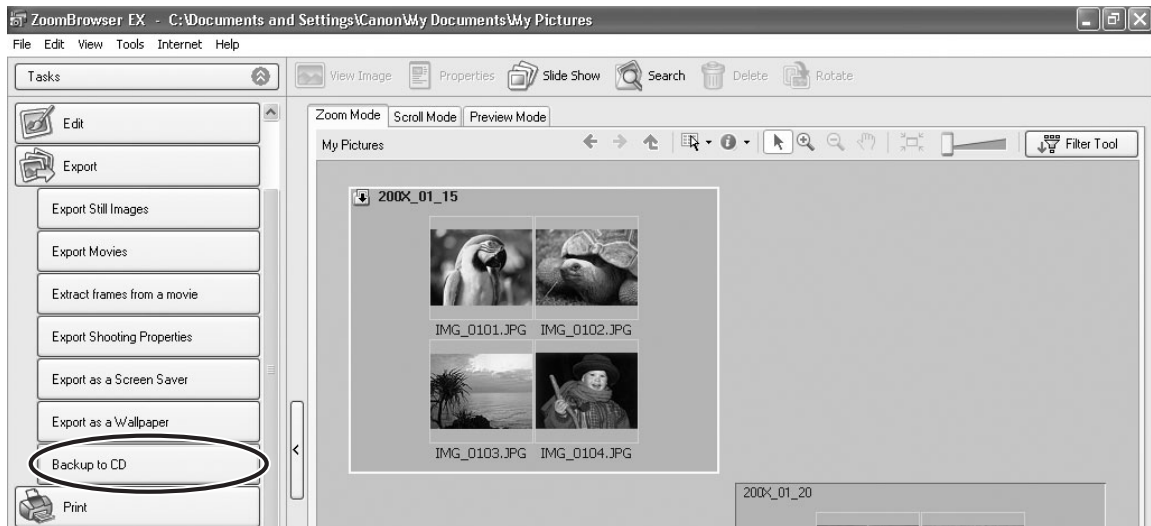 ZoomBrowser EX - C:\Documents and Settings\Canon\My Documents\My Pictures
File Edit View Tools Internet Help
Tasks
View Image Properties Slide Show Search Delete Rotate
Edit
Export
Export Still Images
Export Movies
Extract frames from a movie
Export Shooting Properties
Export as a Screen Saver
Export as a Wallpaper
Backup to CD
Print
Zoom Mode Scroll Mode Preview Mode
My Pictures
Filter Tool
200X_01_15
IMG_0101.JPG IMG_0102.JPG
IMG_0103.JPG IMG_0104.JPG
200X_01_20